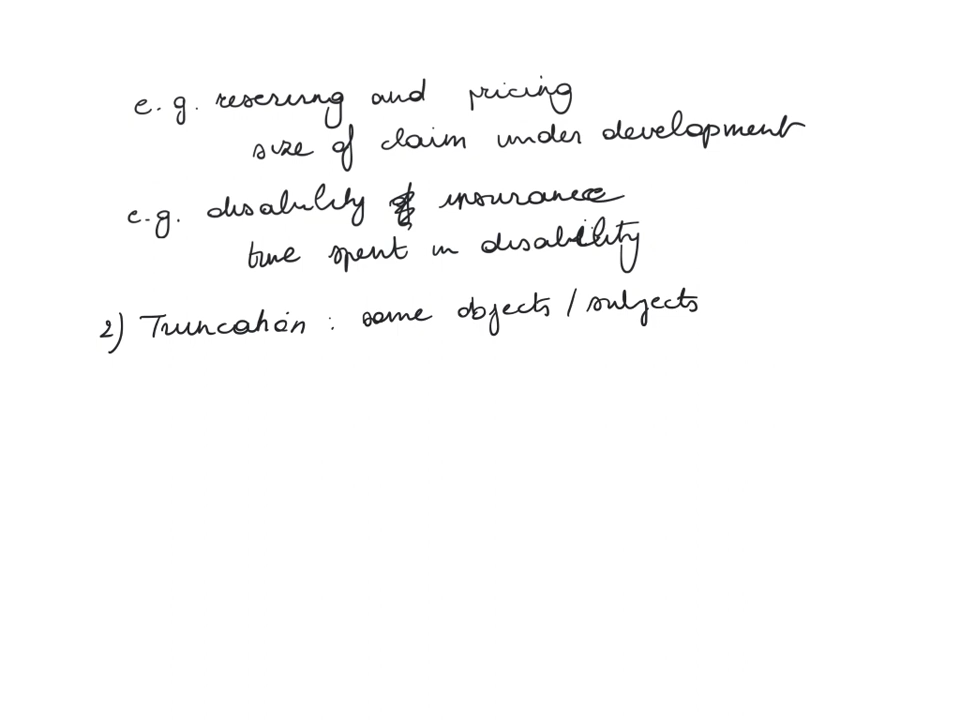 e.g. reserving and pricing
size of claim under development
e.g. disability insurance
time spent in disability
2) Truncation : some objects / subjects